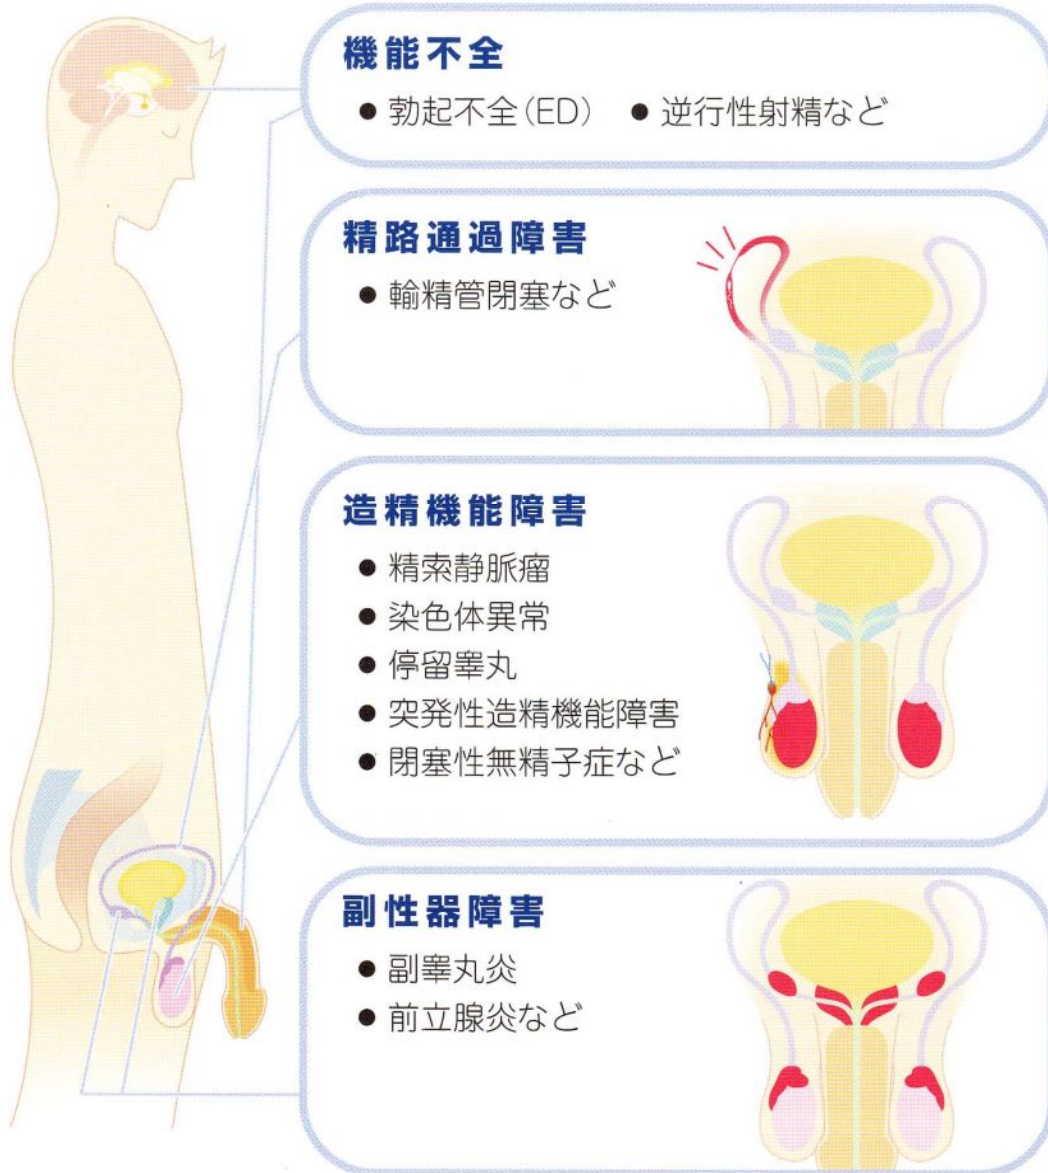 機能不全
● 勃起不全(ED) ● 逆行性射精など
精路通過障害
● 輸精管閉塞など
造精機能障害
● 精索静脈瘤
● 染色体異常
● 停留睾丸
● 突発性造精機能障害
● 閉塞性無精子症など
副性器障害
● 副睾丸炎
● 前立腺炎など